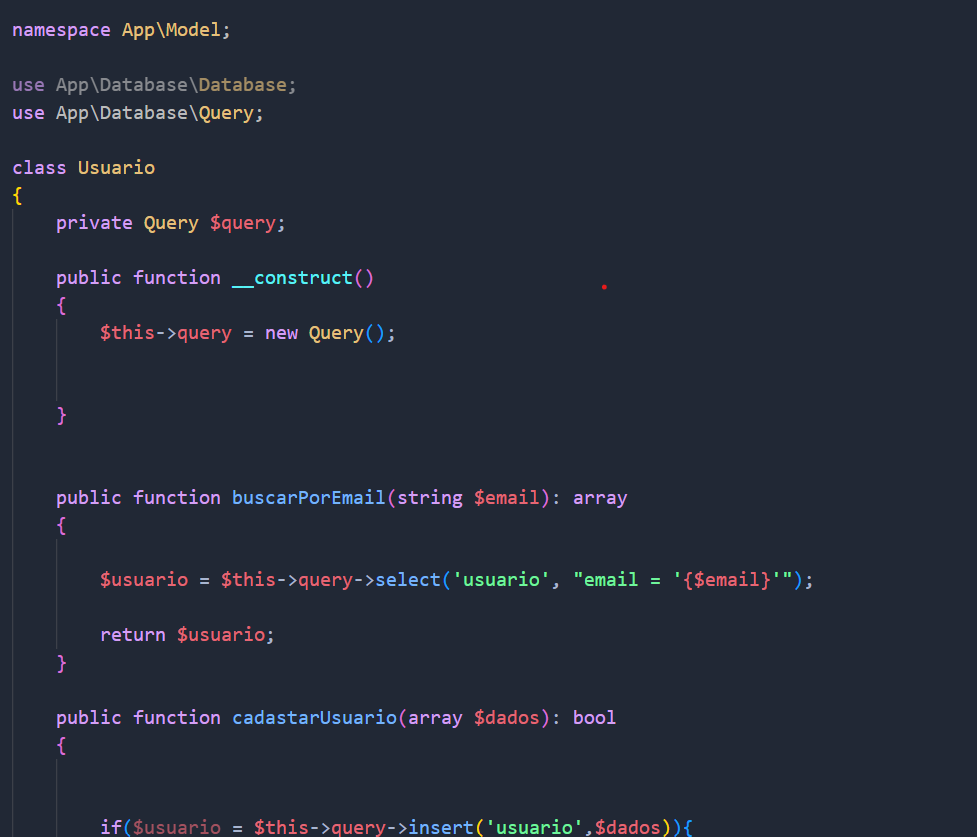 namespace App\Model;
use App\Database\Database;
use App\Database\Query;
class Usuario
{
private Query $query;
public function __construct()
{
$this->query = new Query();
}
public function buscarPorEmail(string $email): array
{
$usuario = $this->query->select('usuario', "email = '{$email}'");
return $usuario;
}
public function cadastarUsuario(array $dados): bool
{
if($usuario = $this->query->insert('usuario',$dados)){